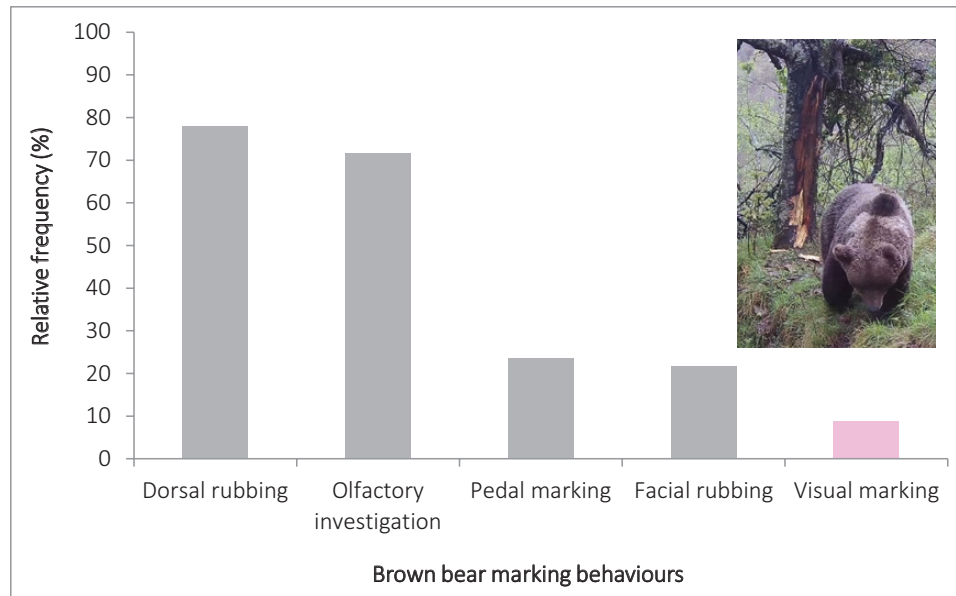 100
90
80
70
60
50
40
30
20
10
0
Relative frequency (%)
Dorsal rubbing
Olfactory
investigation
Pedal marking
Facial rubbing
Visual marking
Brown bear marking behaviours